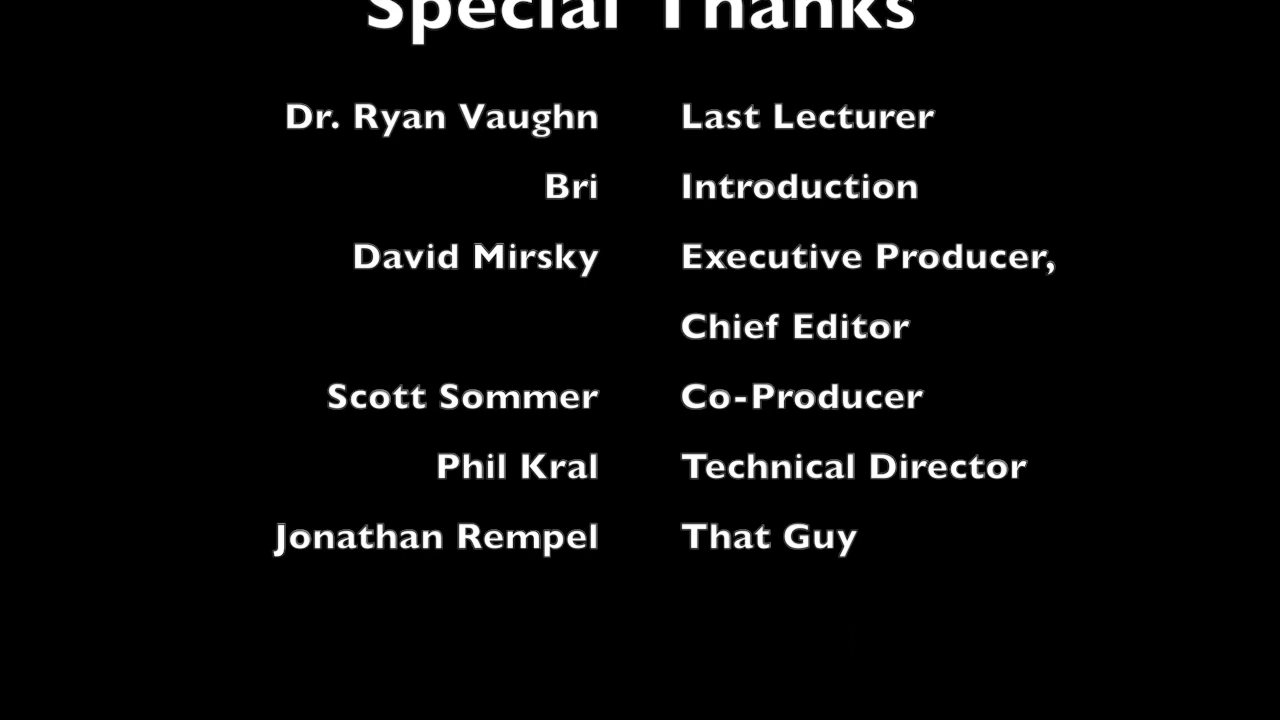 Special Thanks
Dr. Ryan Vaughn Last Lecturer
Bri Introduction
David Mirsky Executive Producer,
Chief Editor
Scott Sommer Co-Producer
Phil Kral Technical Director
Jonathan Rempel That Guy